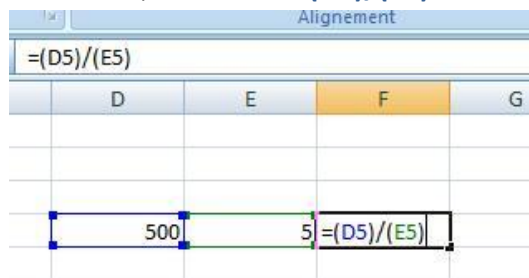 Alignement
=(D5)/(E5)
D E F G
500 5 =(D5)/(E5)